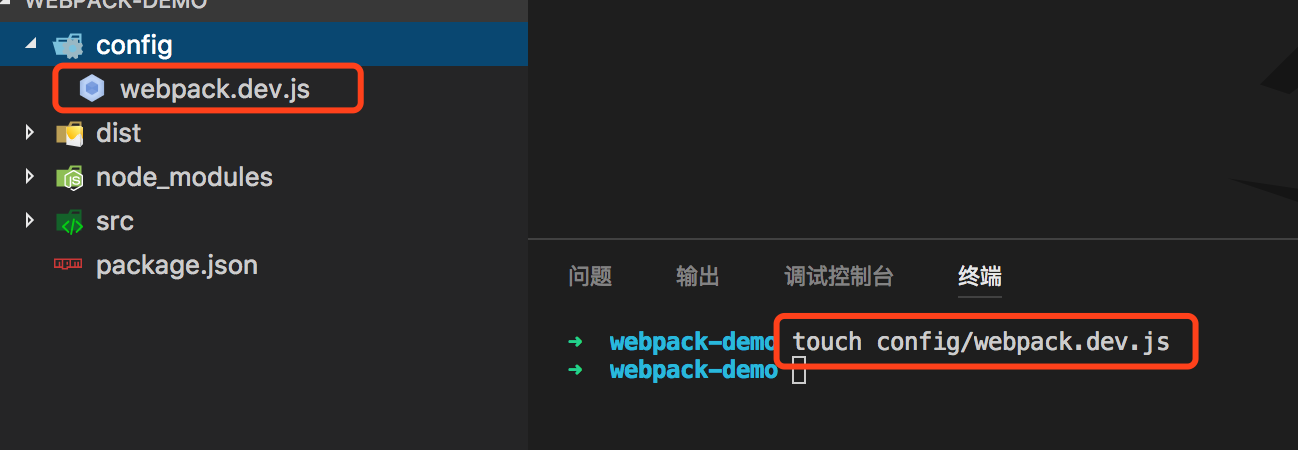 WEBPACK-DEMO
config
webpack.dev.js
dist
node_modules
src
package.json
问题 输出 调试控制台 终端
➜ webpack-demo touch config/webpack.dev.js
➜ webpack-demo